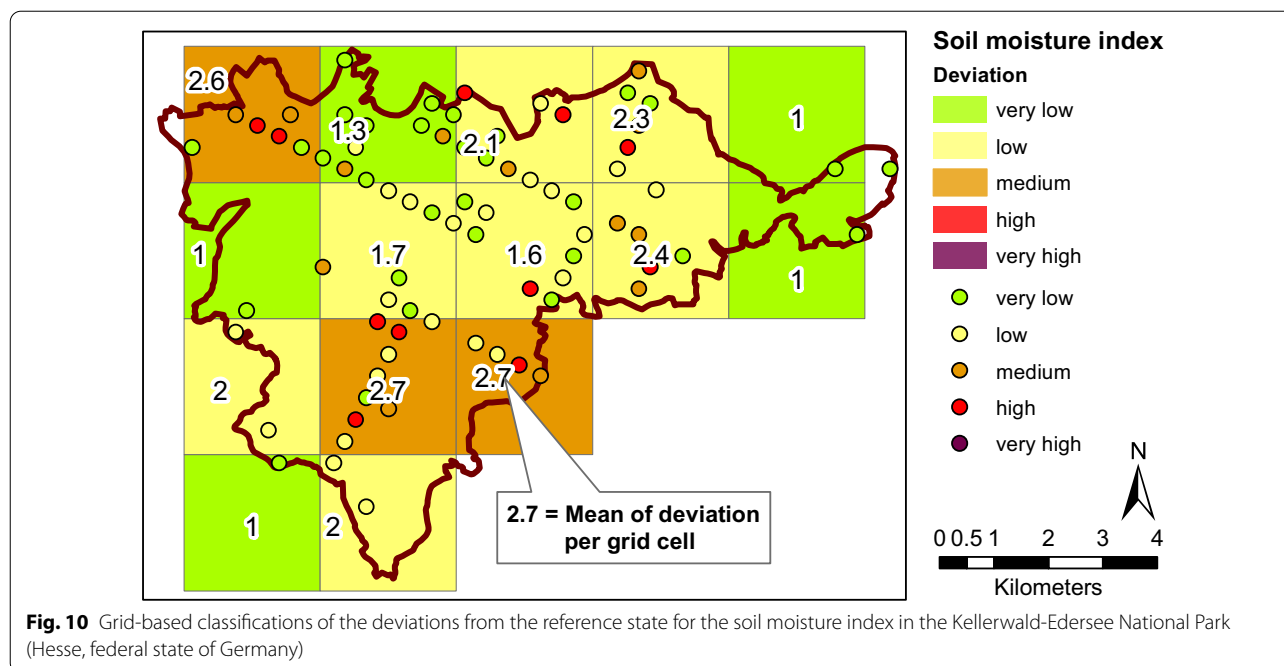 2.6
1.3
2.1
2.3
1
1
1.7
1.6
2.4
1
2
2.7
2.7
1
2
2.7 = Mean of deviation
per grid cell
Soil moisture index
Deviation
very low
low
medium
high
very high
very low
low
medium
high
very high
N
0 0.5 1 2 3 4
Kilometers
Fig. 10 Grid-based classifications of the deviations from the reference state for the soil moisture index in the Kellerwald-Edersee National Park
(Hesse, federal state of Germany)